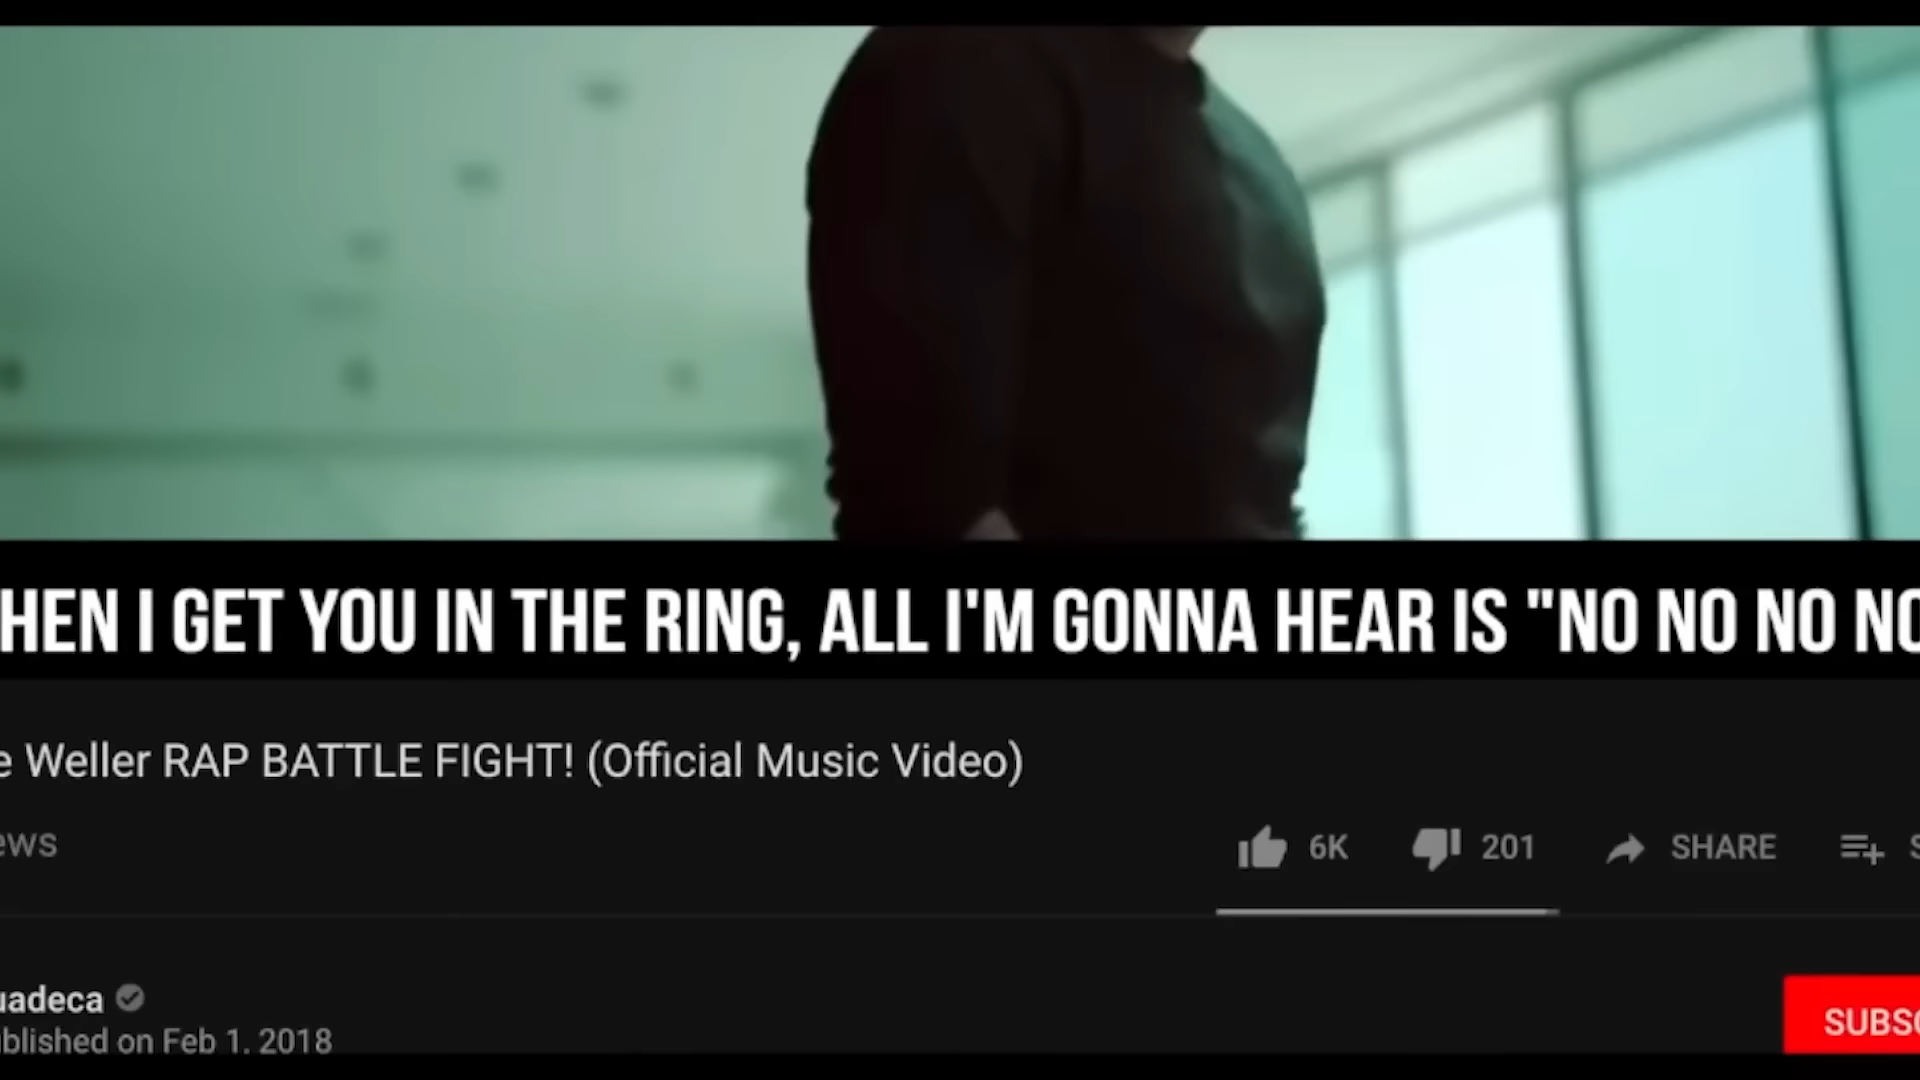 HEN I GET YOU IN THE RING, ALL I'M GONNA HEAR IS "NO NO NO NO
e Weller RAP BATTLE FIGHT! (Official Music Video)
ews
6K 201 SHARE S
uadeca
blished on Feb 1, 2018
SUBSC